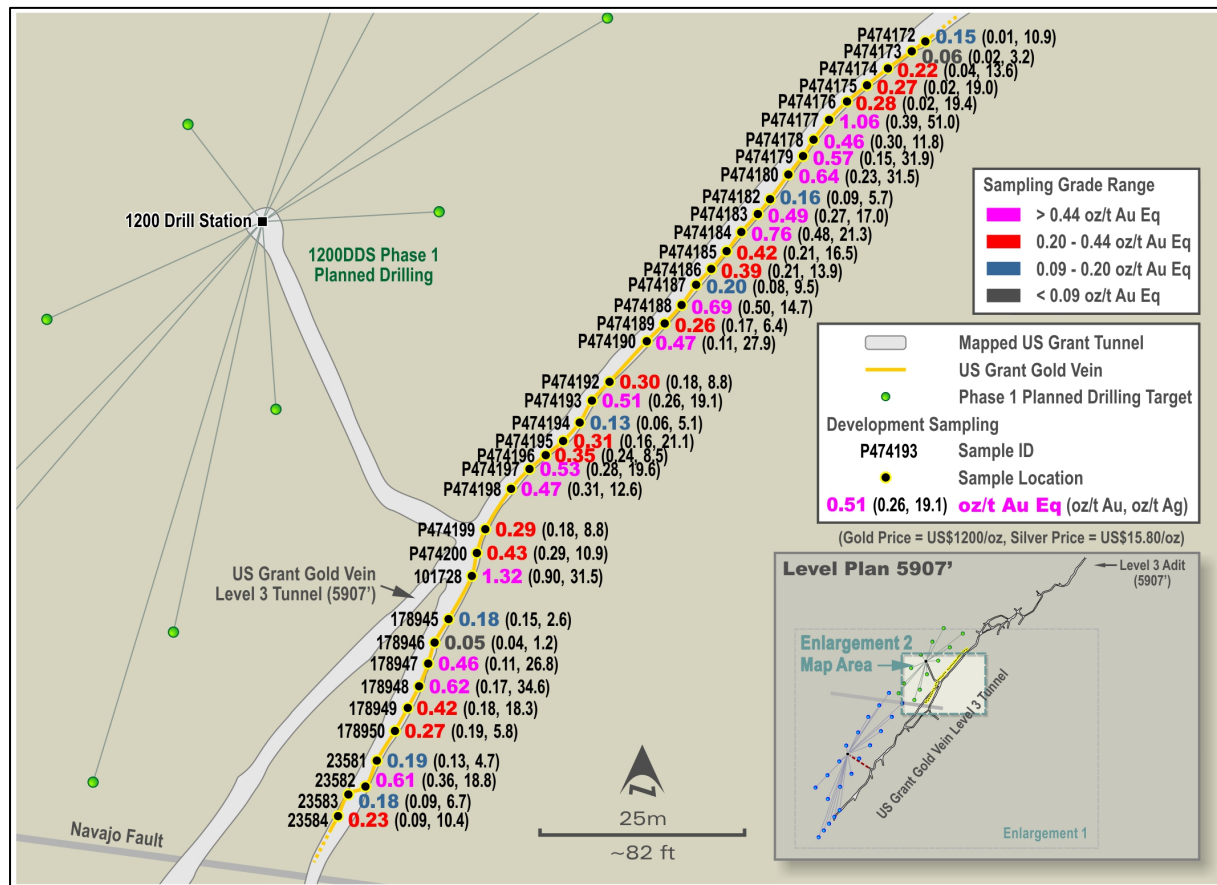 P474172 0.15 (0.01, 10.9)
P474173 0.06 (0.02, 3.2)
P474174 0.22 (0.04, 13.6)
P474175 0.27 (0.02, 19.0)
P474176 0.28 (0.02, 19.4)
P474177 1.06 (0.39, 51.0)
P474178 0.46 (0.30, 11.8)
P474179 0.57 (0.15, 31.9)
P474180 0.64 (0.23, 31.5)
P474182 0.16 (0.09, 5.7)
P474183 0.49 (0.27, 17.0)
P474184 0.76 (0.48, 21.3)
P474185 0.42 (0.21, 16.5)
P474186 0.39 (0.21, 13.9)
P474187 0.20 (0.08, 9.5)
P474188 0.69 (0.50, 14.7)
P474189 0.26 (0.17, 6.4)
P474190 0.47 (0.11, 27.9)
P474192 0.30 (0.18, 8.8)
P474193 0.51 (0.26, 19.1)
P474194 0.13 (0.06, 5.1)
P474195 0.31 (0.16, 21.1)
P474196 0.35 (0.24, 8.5)
P474197 0.53 (0.28, 19.6)
P474198 0.47 (0.31, 12.6)
P474199 0.29 (0.18, 8.8)
P474200 0.43 (0.29, 10.9)
101728 1.32 (0.90, 31.5)
178945 0.18 (0.15, 2.6)
178946 0.05 (0.04, 1.2)
178947 0.46 (0.11, 26.8)
178948 0.62 (0.17, 34.6)
178949 0.42 (0.18, 18.3)
178950 0.27 (0.19, 5.8)
23581 0.19 (0.13, 4.7)
23582 0.61 (0.36, 18.8)
23583 0.18 (0.09, 6.7)
23584 0.23 (0.09, 10.4)
1200 Drill Station
1200DDS Phase 1
Planned Drilling
US Grant Gold Vein
Level 3 Tunnel (5907')
Navajo Fault
25m
~82 ft
Sampling Grade Range
> 0.44 oz/t Au Eq
0.20 - 0.44 oz/t Au Eq
0.09 - 0.20 oz/t Au Eq
< 0.09 oz/t Au Eq
Mapped US Grant Tunnel
US Grant Gold Vein
Phase 1 Planned Drilling Target
Development Sampling
P474193 Sample ID
Sample Location
0.51 (0.26, 19.1) oz/t Au Eq (oz/t Au, oz/t Ag)
(Gold Price = US$1200/oz, Silver Price = US$15.80/oz)
Level Plan 5907'
Level 3 Adit
(5907')
Enlargement 2
Map Area
US Grant Gold Vein Level 3 Tunnel
Enlargement 1